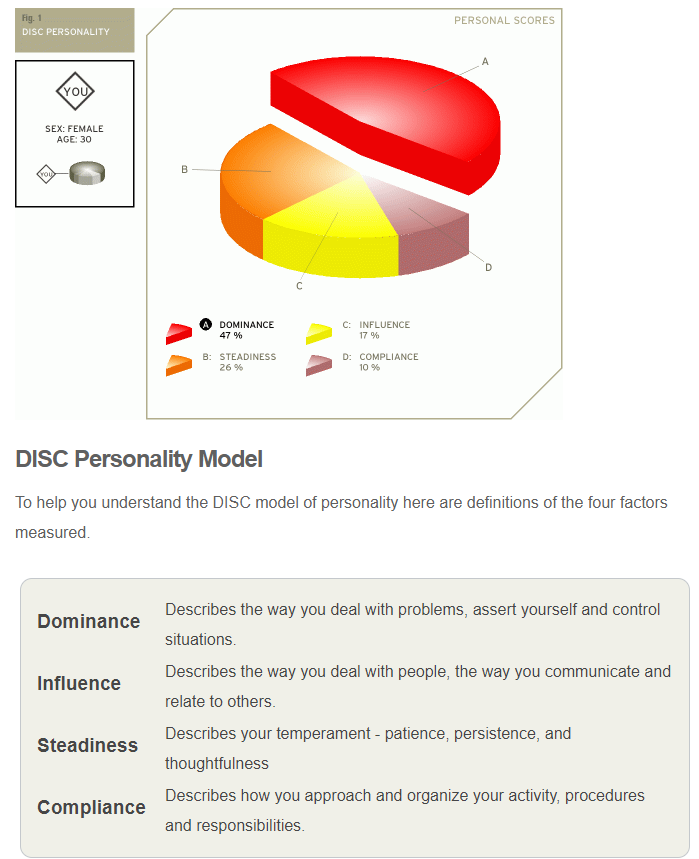 Fig. 1
DISC PERSONALITY
PERSONAL SCORES
YOU
SEX: FEMALE
AGE: 30
YOU
A
B
C
D
A DOMINANCE
47 %
C: INFLUENCE
17 %
B: STEADINESS
26 %
D: COMPLIANCE
10 %
DISC Personality Model
To help you understand the DISC model of personality here are definitions of the four factors
measured.
Dominance
Describes the way you deal with problems, assert yourself and control
situations.
Influence
Describes the way you deal with people, the way you communicate and
relate to others.
Steadiness
Describes your temperament - patience, persistence, and
thoughtfulness
Compliance
Describes how you approach and organize your activity, procedures
and responsibilities.